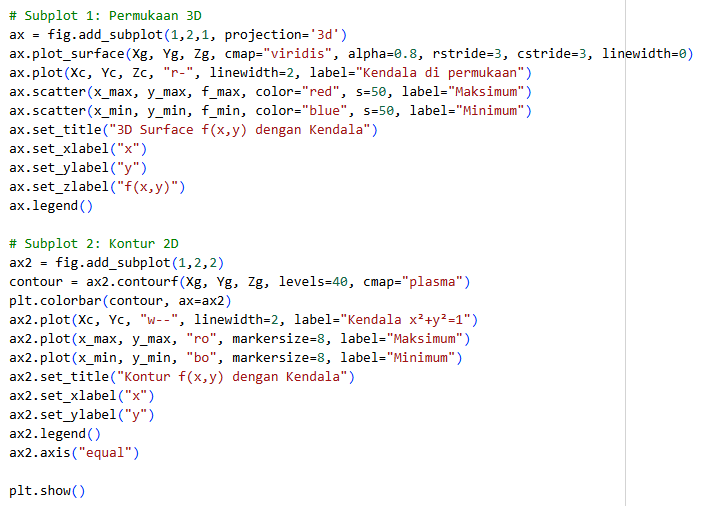 # Subplot 1: Permukaan 3D
ax = fig.add_subplot(1,2,1, projection='3d')
ax.plot_surface(Xg, Yg, Zg, cmap="viridis", alpha=0.8, rstride=3, cstride=3, linewidth=0)
ax.plot(Xc, Yc, Zc, "r-", linewidth=2, label="Kendala di permukaan")
ax.scatter(x_max, y_max, f_max, color="red", s=50, label="Maksimum")
ax.scatter(x_min, y_min, f_min, color="blue", s=50, label="Minimum")
ax.set_title("3D Surface f(x,y) dengan Kendala")
ax.set_xlabel("x")
ax.set_ylabel("y")
ax.set_zlabel("f(x,y)")
ax.legend()

# Subplot 2: Kontur 2D
ax2 = fig.add_subplot(1,2,2)
contour = ax2.contourf(Xg, Yg, Zg, levels=40, cmap="plasma")
plt.colorbar(contour, ax=ax2)
ax2.plot(Xc, Yc, "w--", linewidth=2, label="Kendala x²+y²=1")
ax2.plot(x_max, y_max, "ro", markersize=8, label="Maksimum")
ax2.plot(x_min, y_min, "bo", markersize=8, label="Minimum")
ax2.set_title("Kontur f(x,y) dengan Kendala")
ax2.set_xlabel("x")
ax2.set_ylabel("y")
ax2.legend()
ax2.axis("equal")

plt.show()